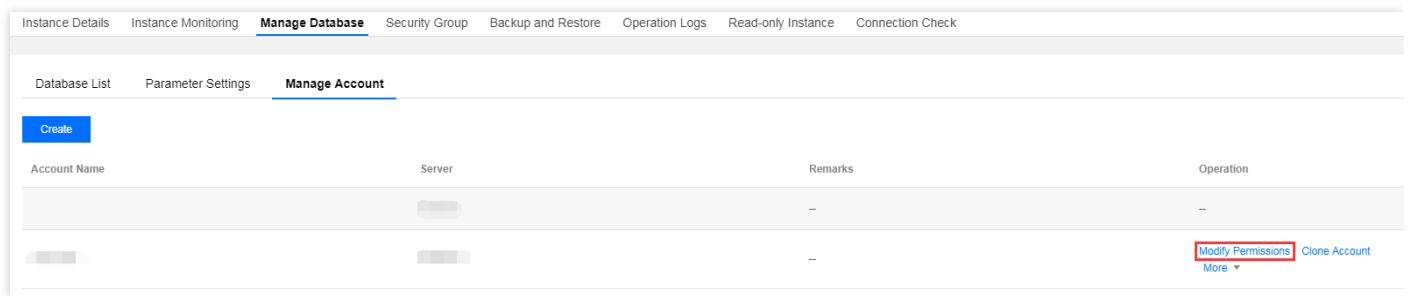 Instance Details Instance Monitoring Manage Database Security Group Backup and Restore Operation Logs Read-only Instance Connection Check
Database List Parameter Settings Manage Account
Create
Account Name Server Remarks Operation
-- --
-- Modify Permissions Clone Account
More